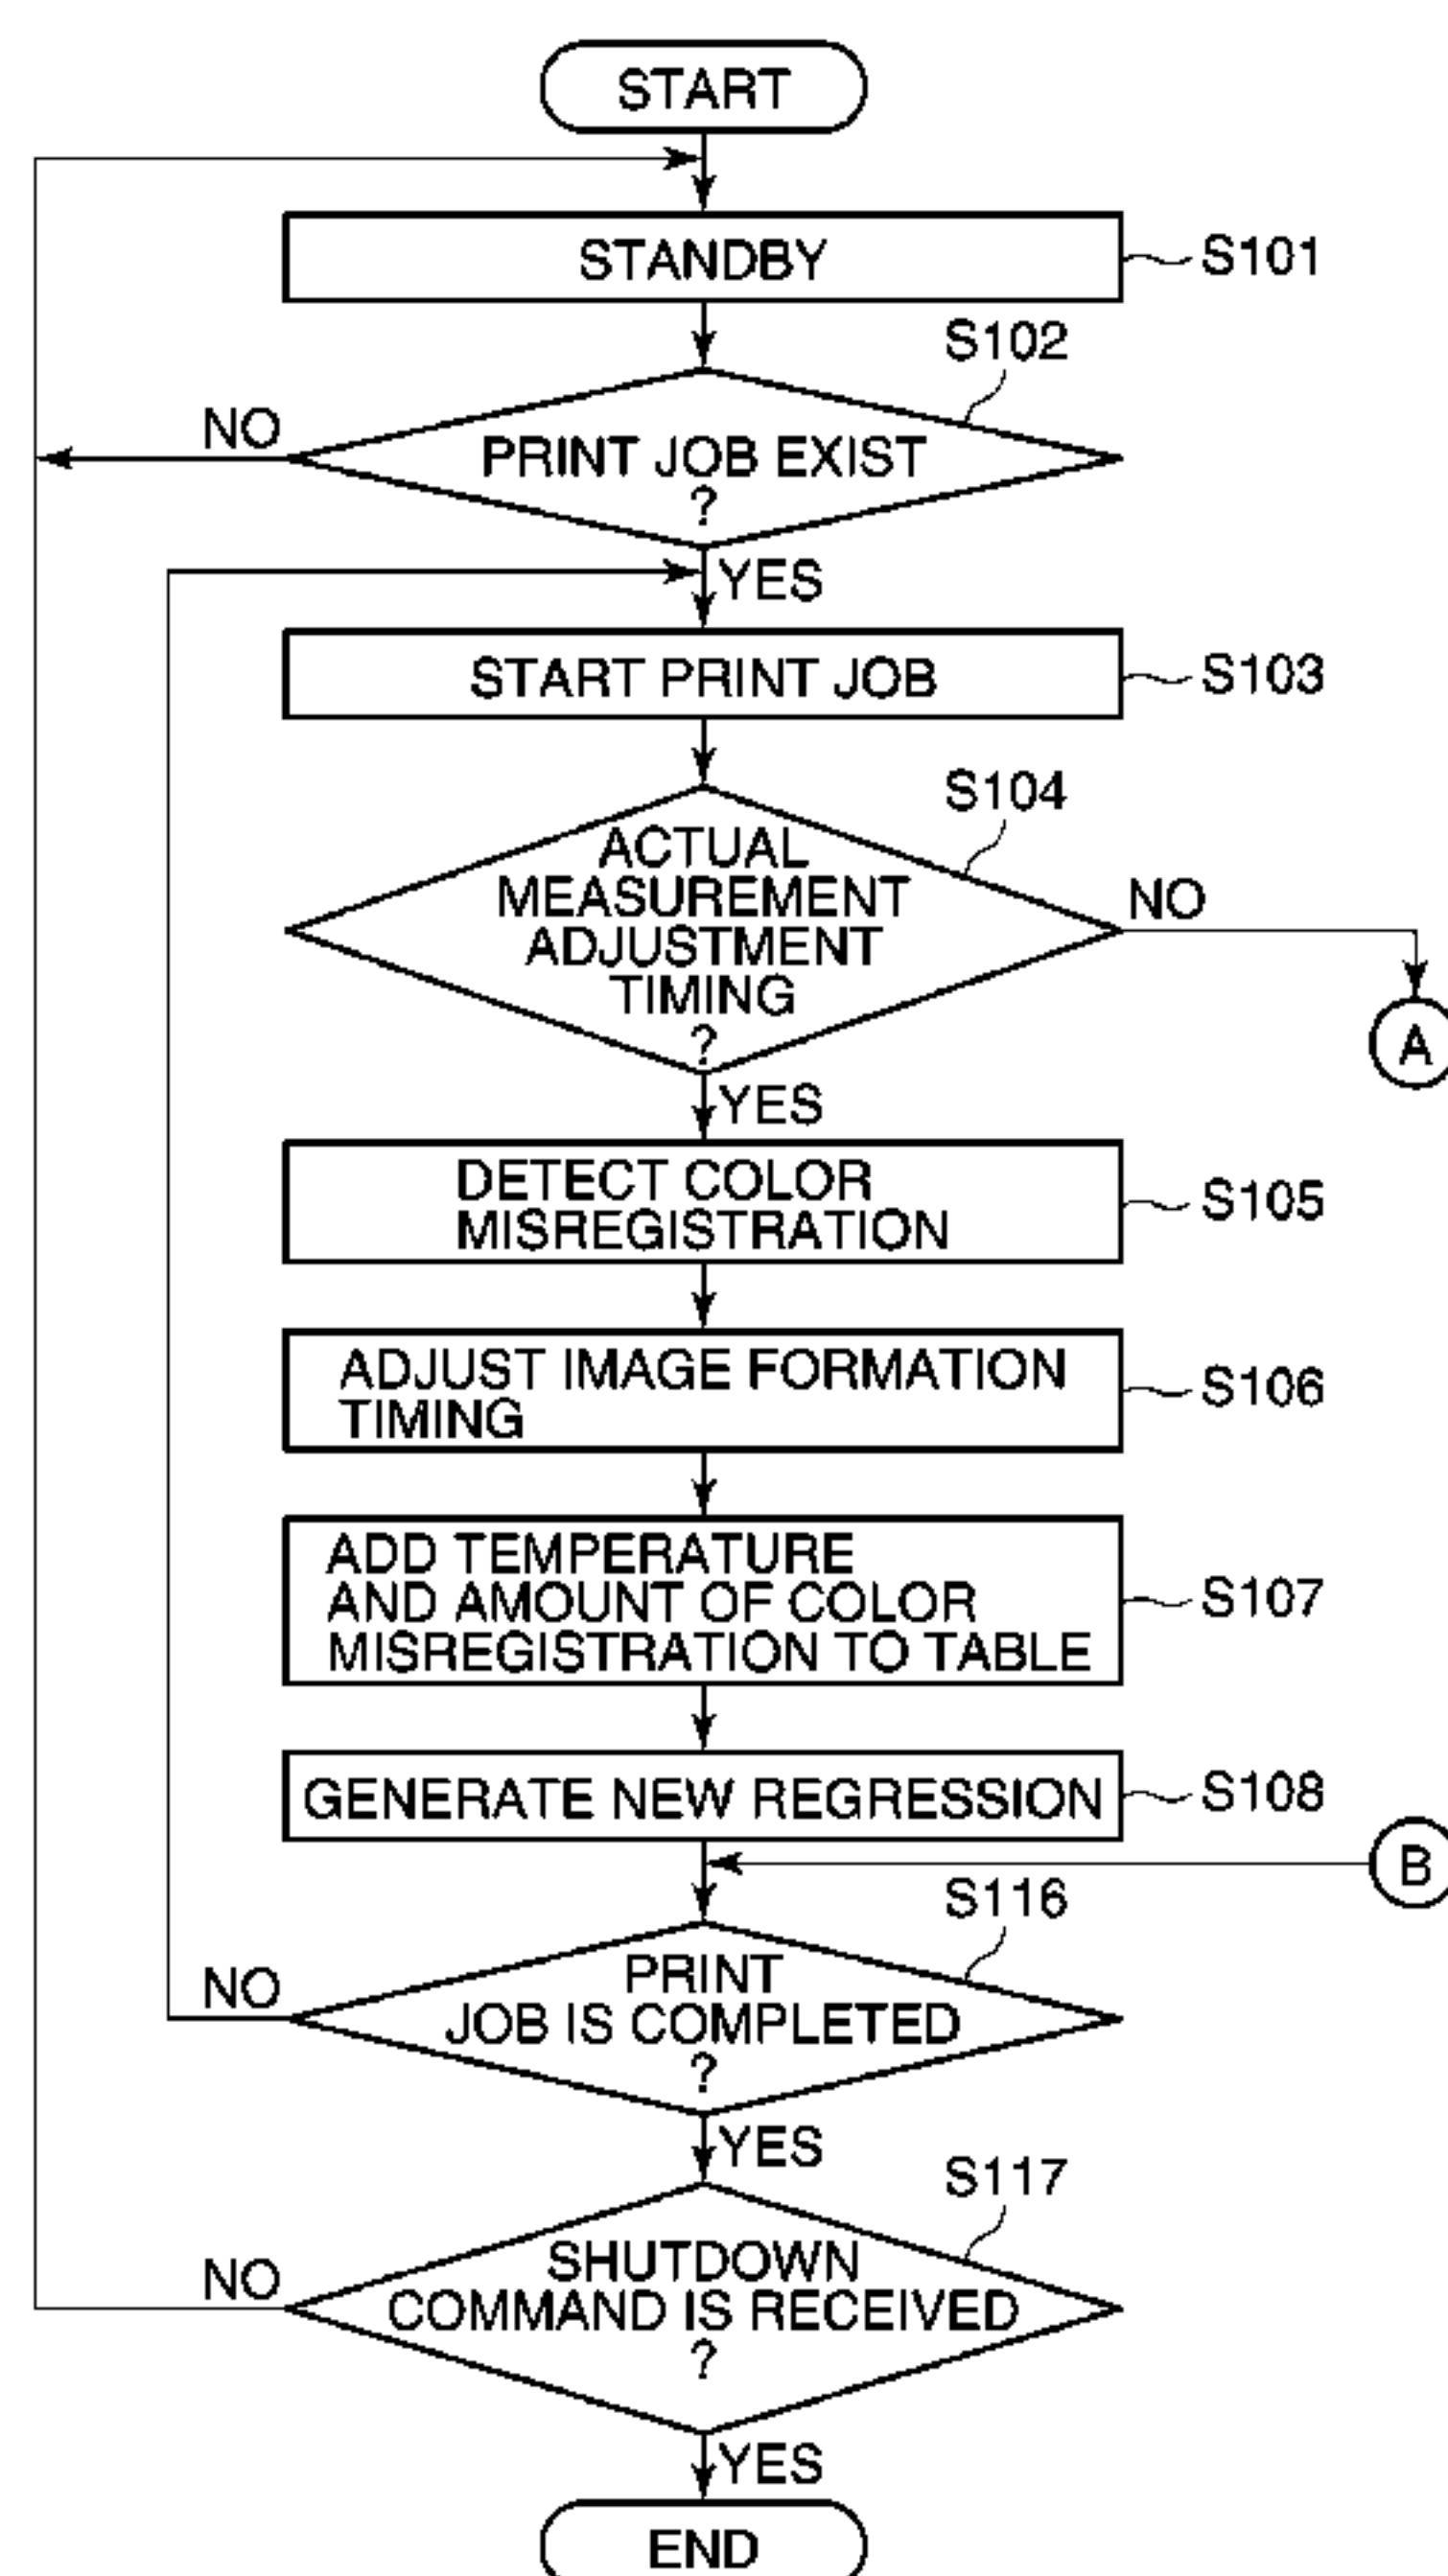 START
STANDBY
S101
S102
NO
PRINT JOB EXIST
?
YES
START PRINT JOB
S103
S104
ACTUAL
MEASUREMENT
ADJUSTMENT
TIMING
?
NO
A
YES
DETECT COLOR
MISREGISTRATION
S105
ADJUST IMAGE FORMATION
TIMING
S106
ADD TEMPERATURE
AND AMOUNT OF COLOR
MISREGISTRATION TO TABLE
S107
GENERATE NEW REGRESSION
S108
B
S116
NO
PRINT
JOB IS COMPLETED
?
YES
S117
NO
SHUTDOWN
COMMAND IS RECEIVED
?
YES
END